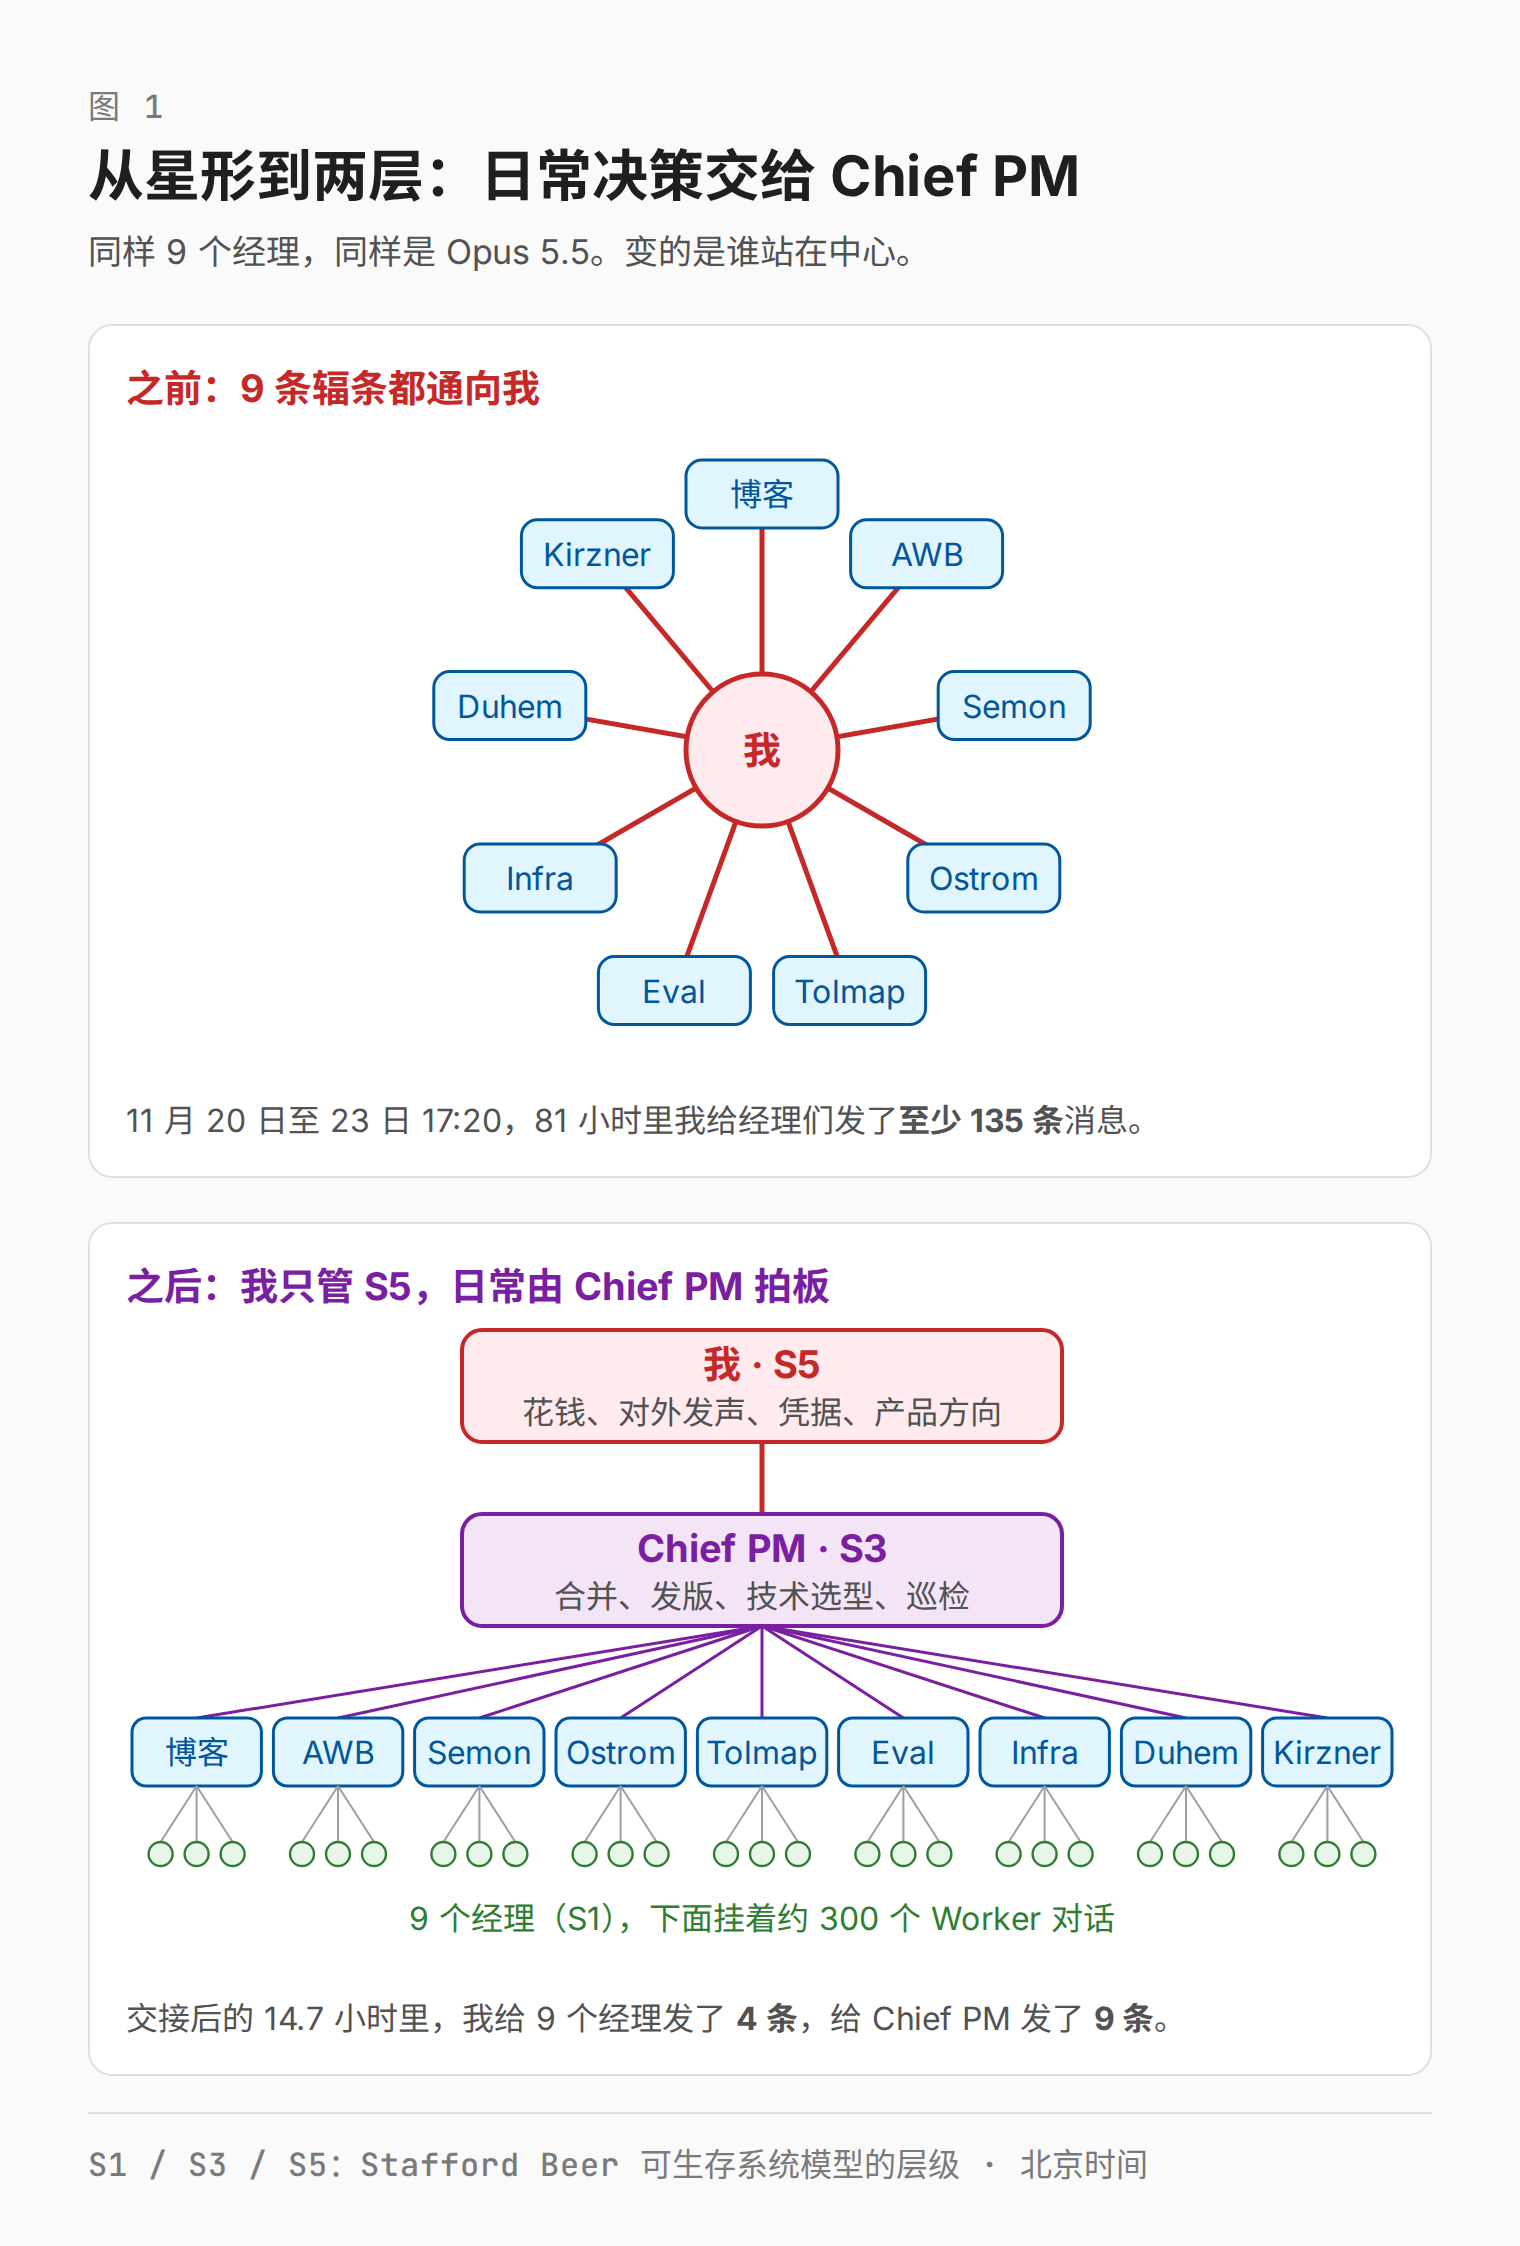 图 1
从星形到两层：日常决策交给 Chief PM
同样 9 个经理，同样是 Opus 5.5。变的是谁站在中心。
之前：9 条辐条都通向我
博客
Kirzner
AWB
Duhem
Semon
我
Infra
Ostrom
Eval
Tolmap
11 月 20 日至 23 日 17:20，81 小时里我给经理们发了至少 135 条消息。
之后：我只管 S5，日常由 Chief PM 拍板
我 · S5
花钱、对外发声、凭据、产品方向
Chief PM · S3
合并、发版、技术选型、巡检
博客
AWB
Semon
Ostrom
Tolmap
Eval
Infra
Duhem
Kirzner
9 个经理（S1），下面挂着约 300 个 Worker 对话
交接后的 14.7 小时里，我给 9 个经理发了 4 条，给 Chief PM 发了 9 条。
S1 / S3 / S5：Stafford Beer 可生存系统模型的层级 · 北京时间